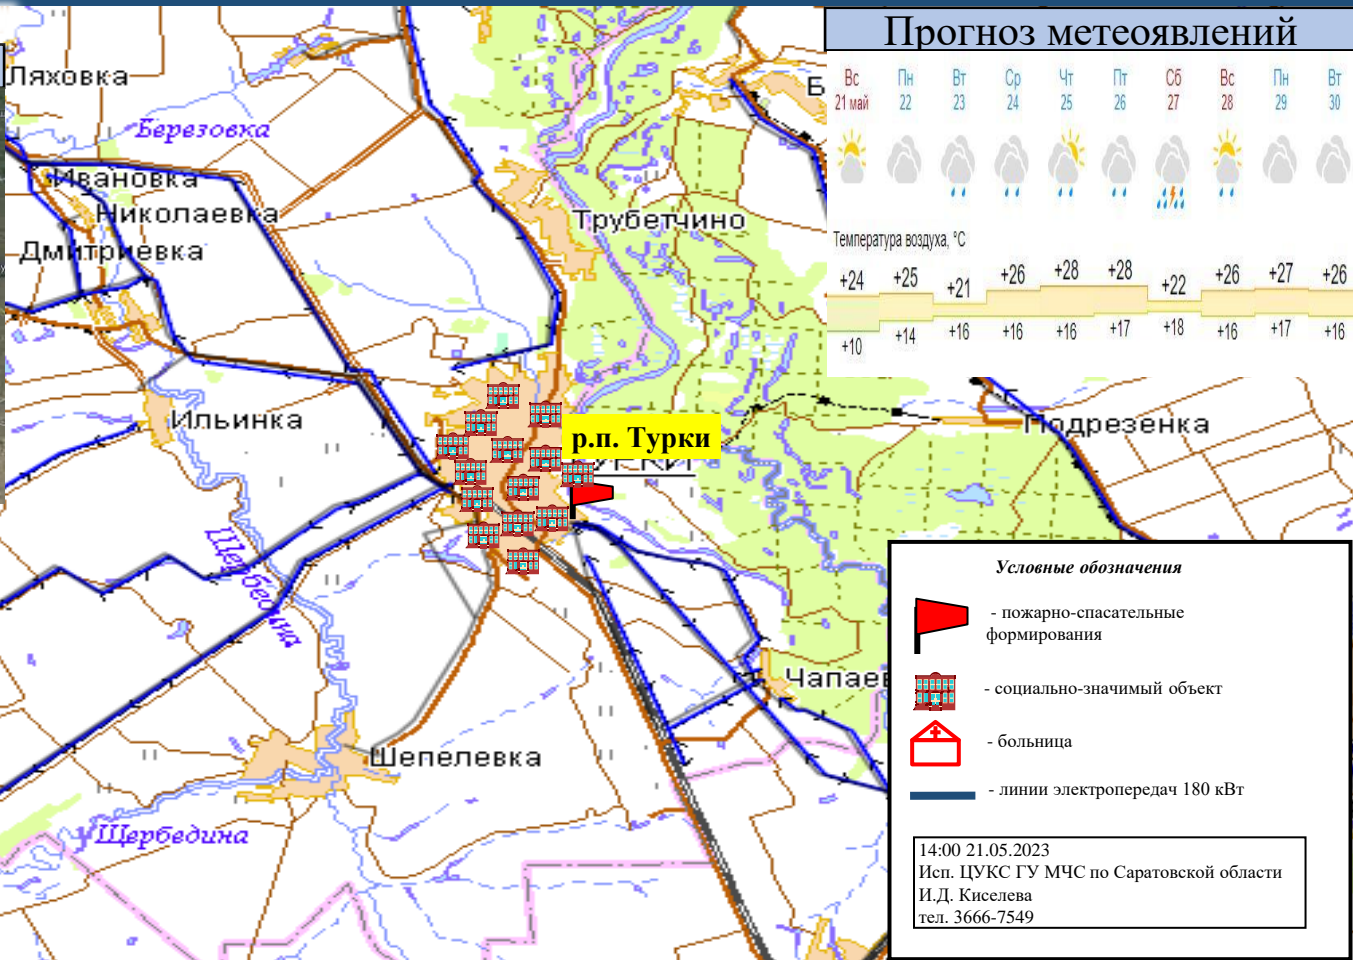 Прогноз метеоявлений
Вс Пн Вт Ср Чт Пт Сб Вс Пн Вт
21 май 22 23 24 25 26 27 28 29 30
Температура воздуха, °C
+24 +25 +21 +26 +28 +28 +22 +26 +27 +26
+10 +14 +16 +16 +16 +17 +18 +16 +17 +16
Ляховка
Березовка
Ивановка
Николаевка
Дмитриевка
Трубетчино
Ильинка
р.п. Турки
Подрезенка
Щербедина
Чапаев
Шепелевка
Щербедина
Условные обозначения
- пожарно-спасательные
формирования
- социально-значимый объект
- больница
- линии электропередач 180 кВт
14:00 21.05.2023
Исп. ЦУКС ГУ МЧС по Саратовской области
И.Д. Киселева
тел. 3666-7549